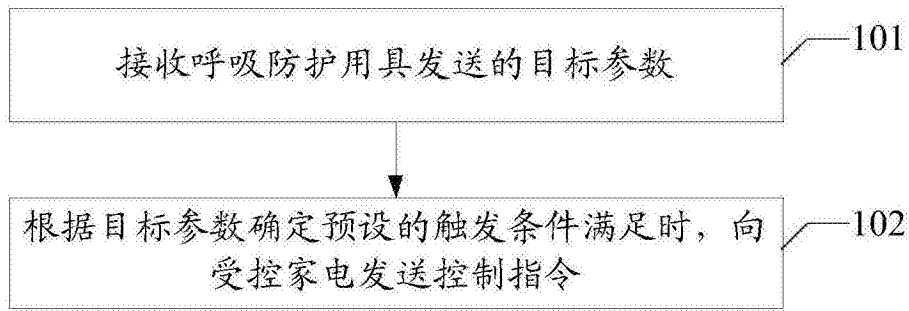 接收呼吸防护用具发送的目标参数
101
根据目标参数确定预设的触发条件满足时，向
受控家电发送控制指令
102